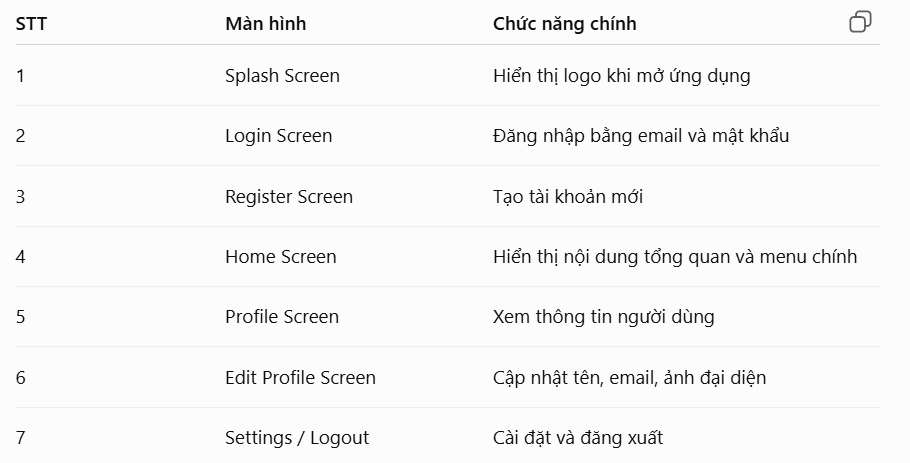 STT Màn hình Chức năng chính
1 Splash Screen Hiển thị logo khi mở ứng dụng
2 Login Screen Đăng nhập bằng email và mật khẩu
3 Register Screen Tạo tài khoản mới
4 Home Screen Hiển thị nội dung tổng quan và menu chính
5 Profile Screen Xem thông tin người dùng
6 Edit Profile Screen Cập nhật tên, email, ảnh đại diện
7 Settings / Logout Cài đặt và đăng xuất